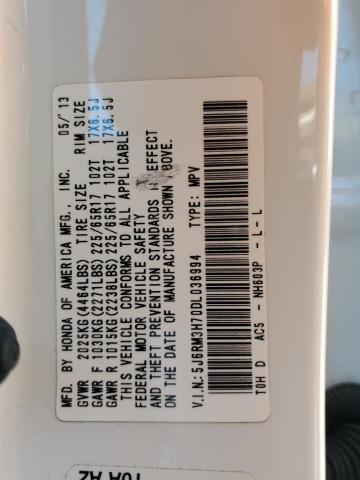 MFD. BY HONDA OF AMERICA MFG., INC. 05/'13
GVWR 2025KG(4464LBS) TIRE SIZE RIM SIZE
GAWR F 1030KG(2271LBS) 225/65R17 102T 17X6.5J
GAWR R 1015KG(2238LBS) 225/65R17 102T 17X6.5J
THIS VEHICLE CONFORMS TO ALL APPLICABLE
FEDERAL MOTOR VEHICLE SAFETY
AND THEFT PREVENTION STANDARDS IN EFFECT
ON THE DATE OF MANUFACTURE SHOWN ABOVE.
V.I.N: 5J6RM3H70DL036994 TYPE: MPV
T0H D AC5 - NH603P - L - L